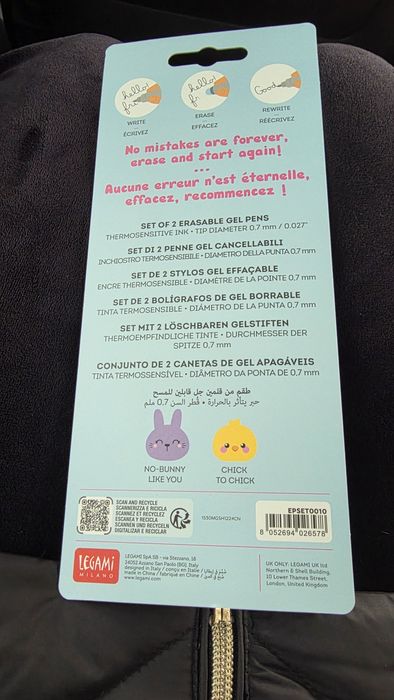 hello!
fr
hello!
fr
Good
WRITE
...
ÉCRIVEZ
ERASE
...
EFFACEZ
REWRITE
...
RÉÉCRIVEZ
No mistakes are forever,
erase and start again!
...
Aucune erreur n'est éternelle,
effacez, recommencez !
SET OF 2 ERASABLE GEL PENS
THERMOSENSITIVE INK • TIP DIAMETER 0.7 mm / 0.027"
SET DI 2 PENNE GEL CANCELLABILI
INCHIOSTRO TERMOSENSIBILE • DIAMETRO DELLA PUNTA 0,7 mm
SET DE 2 STYLOS GEL EFFAÇABLE
ENCRE THERMOSENSIBLE • DIAMÈTRE DE LA POINTE 0,7 mm
SET DE 2 BOLÍGRAFOS DE GEL BORRABLE
TINTA TERMOSENSIBLE • DIÁMETRO DE LA PUNTA 0,7 mm
SET MIT 2 LÖSCHBAREN GELSTIFTEN
THERMOEMPFINDLICHE TINTE • DURCHMESSER DER
SPITZE 0,7 mm
CONJUNTO DE 2 CANETAS DE GEL APAGÁVEIS
TINTA TERMOSSENSÍVEL • DIÂMETRO DA PONTA DE 0,7 mm
طقم من قلمين جل قابلين للمسح
حبر يتأثر بالحرارة • قُطر السن 0,7 ملم
NO-BUNNY
LIKE YOU
CHICK
TO CHICK
SCAN AND RECYCLE
SCANNERIZZA E RICICLA
SCANNEZ ET RECYCLEZ
ESCANEA Y RECICLA
SCANNEN UND RECYCELN
DIGITALIZAR E RECICLAR
1530MGSH1224CN
EPSET0010
8 052694 026578
LEGAMI
MILANO
LEGAMI SpA SB - via Stezzano, 16
24052 Azzano San Paolo (BG), Italy
designed in Italy / conçu en Italie /
made in China / fabriqué en Chine /
www.legami.com
UK ONLY: LEGAMI UK ltd
Northern & Shell Building,
10 Lower Thames Street
London, United Kingdom